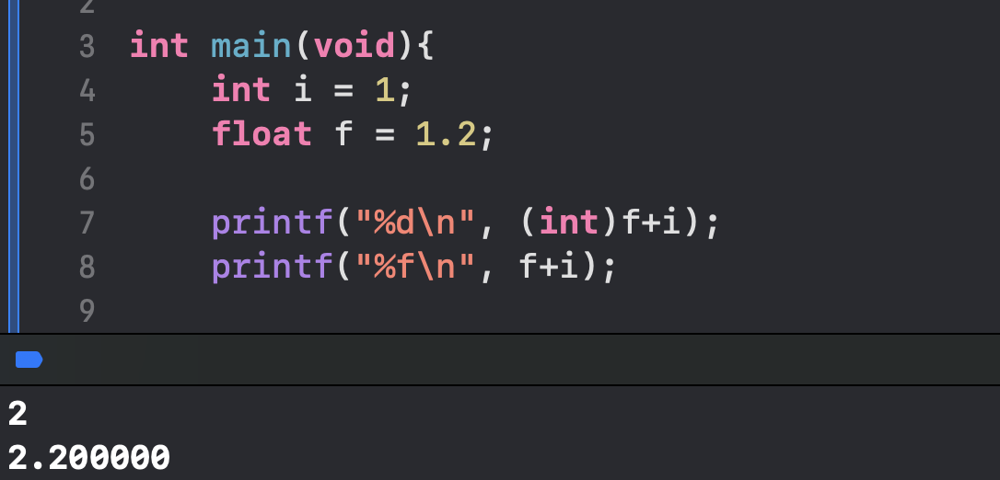 2
3 int main(void){
4     int i = 1;
5     float f = 1.2;
6
7     printf("%d\n", (int)f+i);
8     printf("%f\n", f+i);
9
2
2.200000